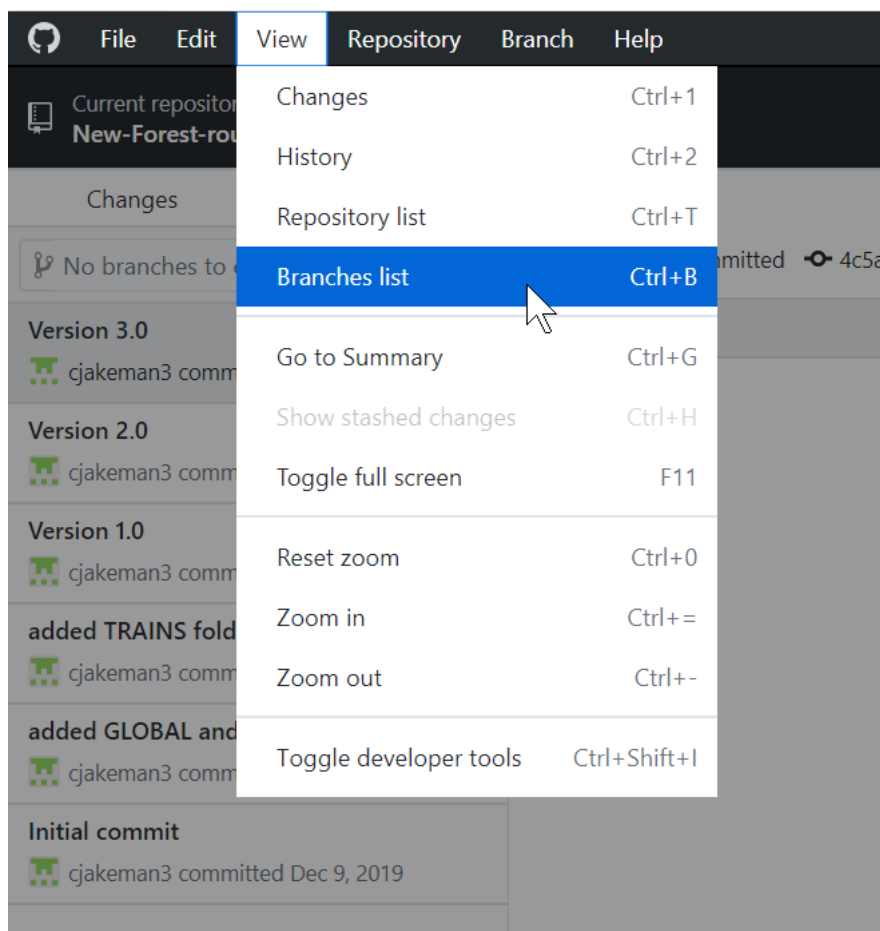 File Edit View Repository Branch Help
Current
New-Forest-
Changes Ctrl+1
History Ctrl+2
Repository list Ctrl+T
Branches list Ctrl+B
Go to Summary Ctrl+G
Show stashed changes Ctrl+H
Toggle full screen F11
Reset zoom Ctrl+0
Zoom in Ctrl+=
Zoom out Ctrl+-
Toggle developer tools Ctrl+Shift+I
Changes
No branches to
4c5a
Version 3.0
cjakeman3 comm
Version 2.0
cjakeman3 comm
Version 1.0
cjakeman3 comm
added TRAINS fold
cjakeman3 comm
added GLOBAL and
cjakeman3 comm
Initial commit
cjakeman3 committed Dec 9, 2019